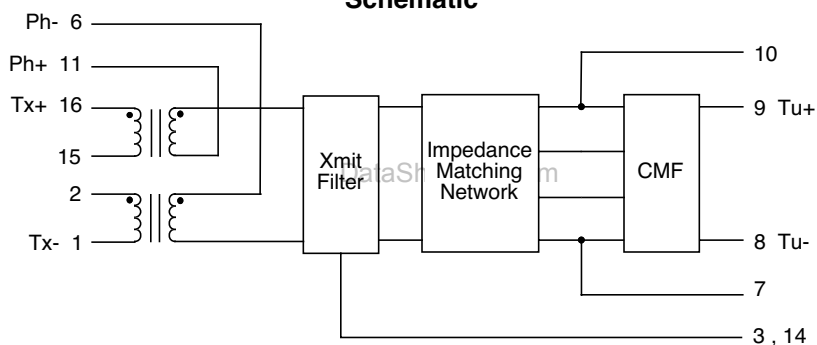 Schematic
Ph- 6
Ph+ 11
Tx+ 16
15
2
Tx- 1
Xmit
Filter
Impedance
Matching
Network
CMF
10
9 Tu+
8 Tu-
7
3 , 14
DataSh m